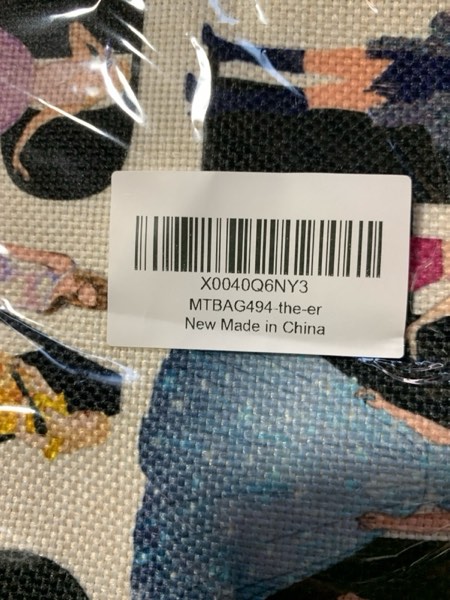 X0040Q6NY3
MTBAG494-the-er
New Made in China